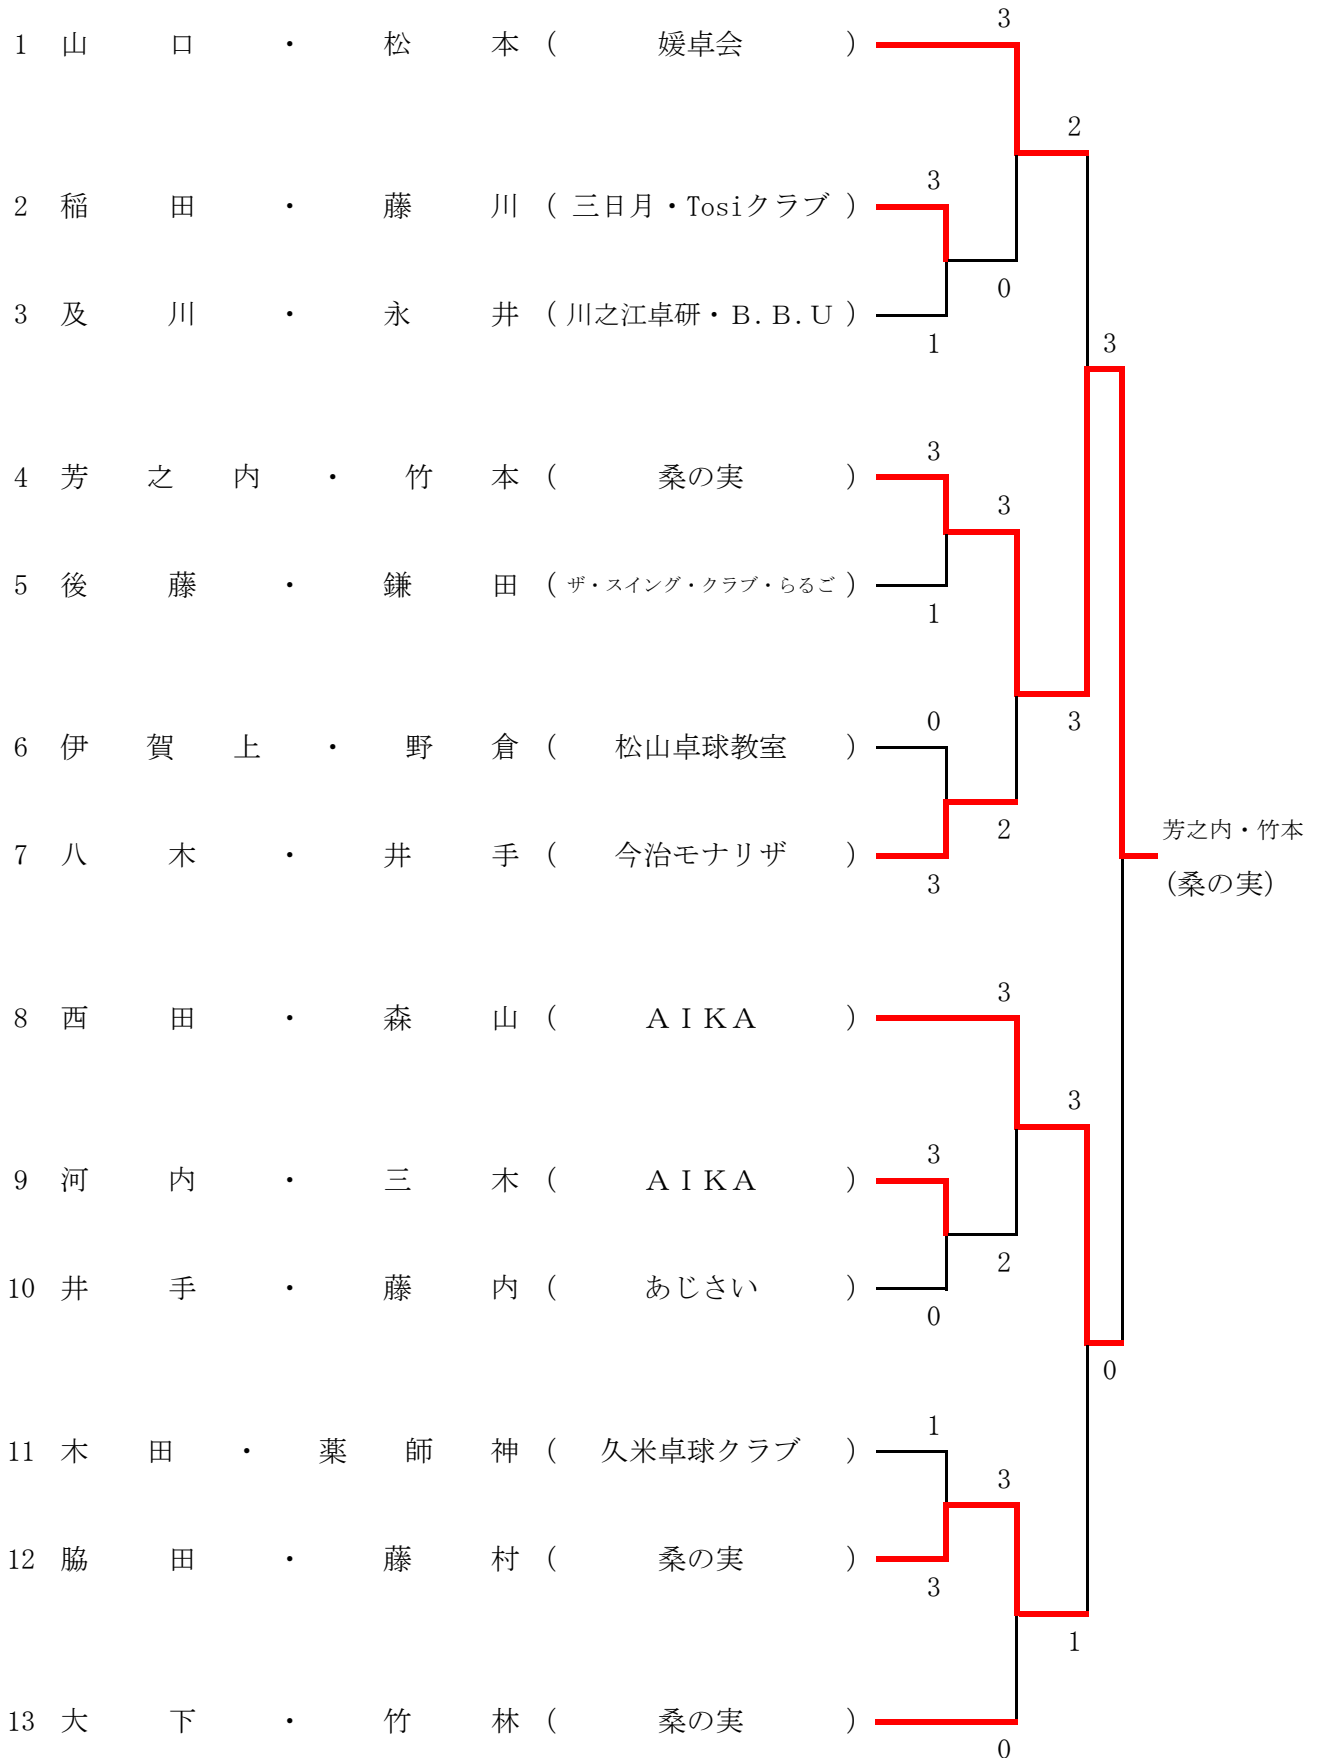 3
1 山口・松本 ( 媛卓会 )
2
3
2 稲田・藤川 ( 三日月・Tosiクラブ )
0
3 及川・永井 ( 川之江卓研・Ｂ.Ｂ.Ｕ )
1
3
3
4 芳之内・竹本 ( 桑の実 )
3
5 後藤・鎌田 ( ザ・スイング・クラブ・らるご )
1
0
3
6 伊賀上・野倉 ( 松山卓球教室 )
2
芳之内・竹本
7 八木・井手 ( 今治モナリザ )
3
(桑の実)
3
8 西田・森山 ( ＡＩＫＡ )
3
3
9 河内・三木 ( ＡＩＫＡ )
2
10 井手・藤内 ( あじさい )
0
0
1
11 木田・薬師神 ( 久米卓球クラブ )
3
12 脇田・藤村 ( 桑の実 )
3
1
13 大下・竹林 ( 桑の実 )
0